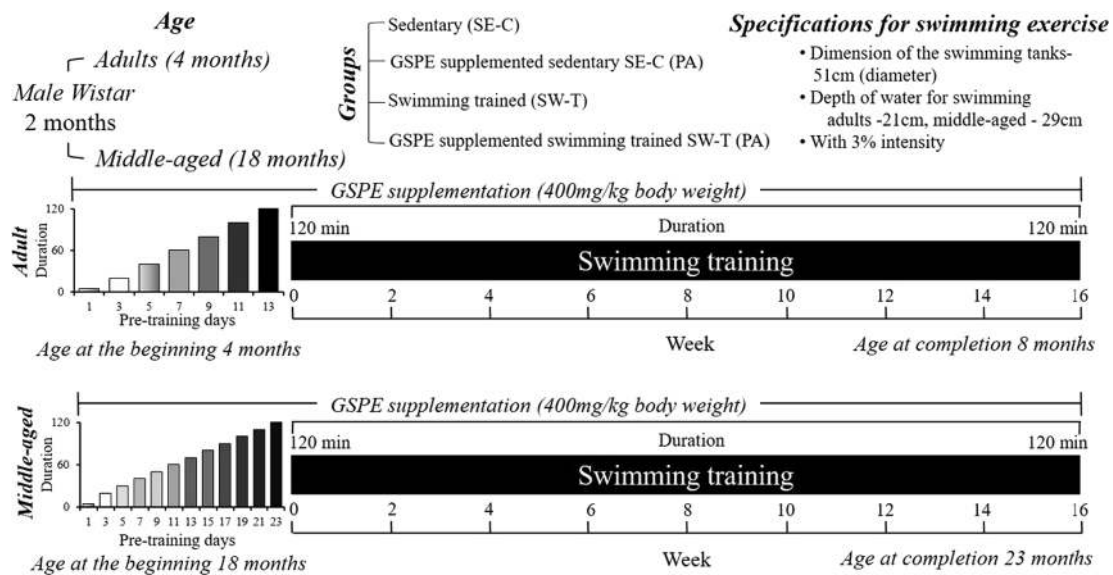 Age
Adults (4 months)
Male Wistar
2 months
Middle-aged (18 months)
Groups
Sedentary (SE-C)
GSPE supplemented sedentary SE-C (PA)
Swimming trained (SW-T)
GSPE supplemented swimming trained SW-T (PA)
Specifications for swimming exercise
• Dimension of the swimming tanks-
51cm (diameter)
• Depth of water for swimming
adults -21cm, middle-aged - 29cm
• With 3% intensity
GSPE supplementation (400mg/kg body weight)
Adult
Duration
120
60
0
1 3 5 7 9 11 13
Pre-training days
Age at the beginning 4 months
120 min Duration 120 min
Swimming training
0 2 4 6 8 10 12 14 16
Week
Age at completion 8 months
GSPE supplementation (400mg/kg body weight)
Middle-aged
Duration
120
60
0
1 3 5 7 9 11 13 15 17 19 21 23
Pre-training days
Age at the beginning 18 months
120 min Duration 120 min
Swimming training
0 2 4 6 8 10 12 14 16
Week
Age at completion 23 months